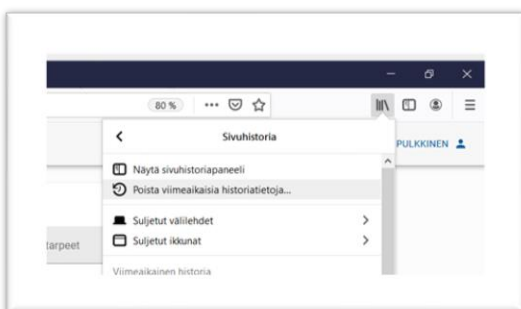 80 %
Sivuhistoria
PULKKINEN
Näytä sivuhistoriapaneeli
Poista viimeaikaisia historiatietoja...
Suljetut välilehdet
tarpeet
Suljetut ikkunat
Viimeaikainen historia